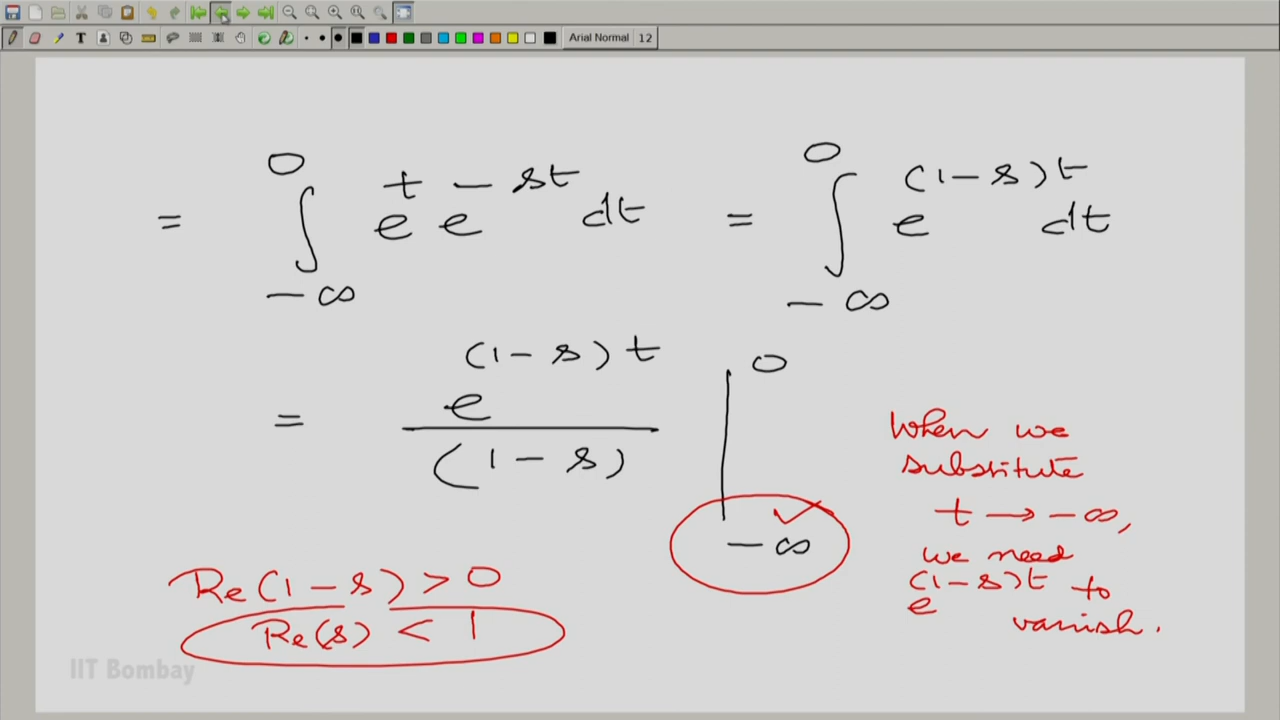 Arial Normal 12
= ∫_{-∞}^{0} e^{t} e^{-st} dt = ∫_{-∞}^{0} e^{(1-s)t} dt
= e^{(1-s)t} / (1-s) |_{-∞}^{0}
When we
substitute
t → -∞,
we need
e^{(1-s)t} to
vanish.
Re(1-s) > 0
Re(s) < 1
IIT Bombay